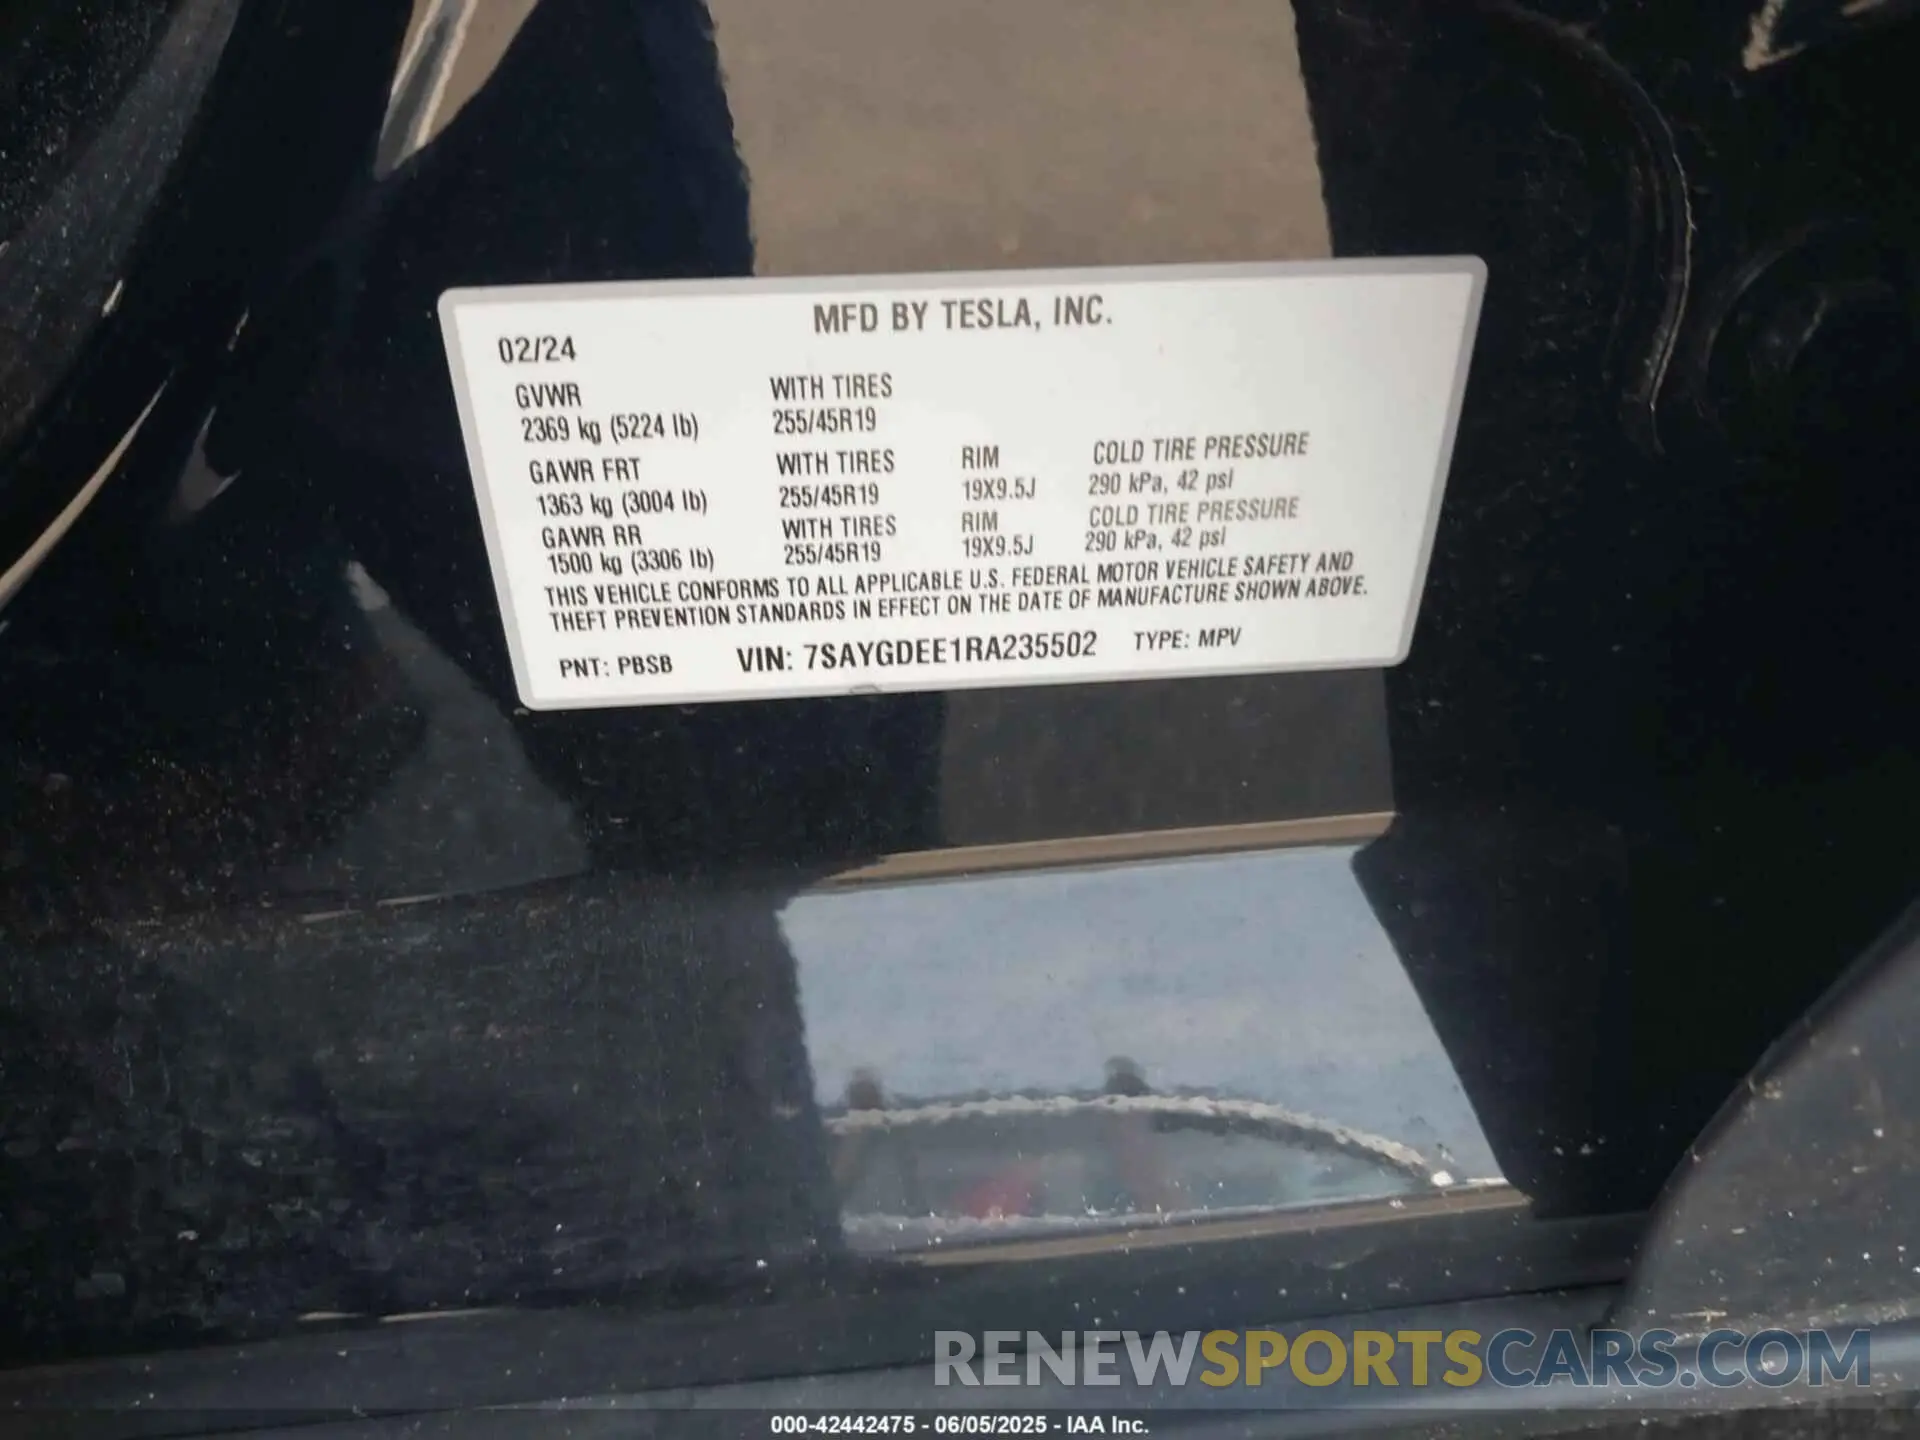 MFD BY TESLA, INC.
02/24
GVWR WITH TIRES
2369 kg (5224 lb) 255/45R19
GAWR FRT WITH TIRES RIM COLD TIRE PRESSURE
1363 kg (3004 lb) 255/45R19 19X9.5J 290 kPa, 42 psi
GAWR RR WITH TIRES RIM COLD TIRE PRESSURE
1500 kg (3306 lb) 255/45R19 19X9.5J 290 kPa, 42 psi
THIS VEHICLE CONFORMS TO ALL APPLICABLE U.S. FEDERAL MOTOR VEHICLE SAFETY AND
THEFT PREVENTION STANDARDS IN EFFECT ON THE DATE OF MANUFACTURE SHOWN ABOVE.
PNT: PBSB VIN: 7SAYGDEE1RA235502 TYPE: MPV
RENEWSPORTSCARS.COM
000-42442475 - 06/05/2025 - IAA Inc.